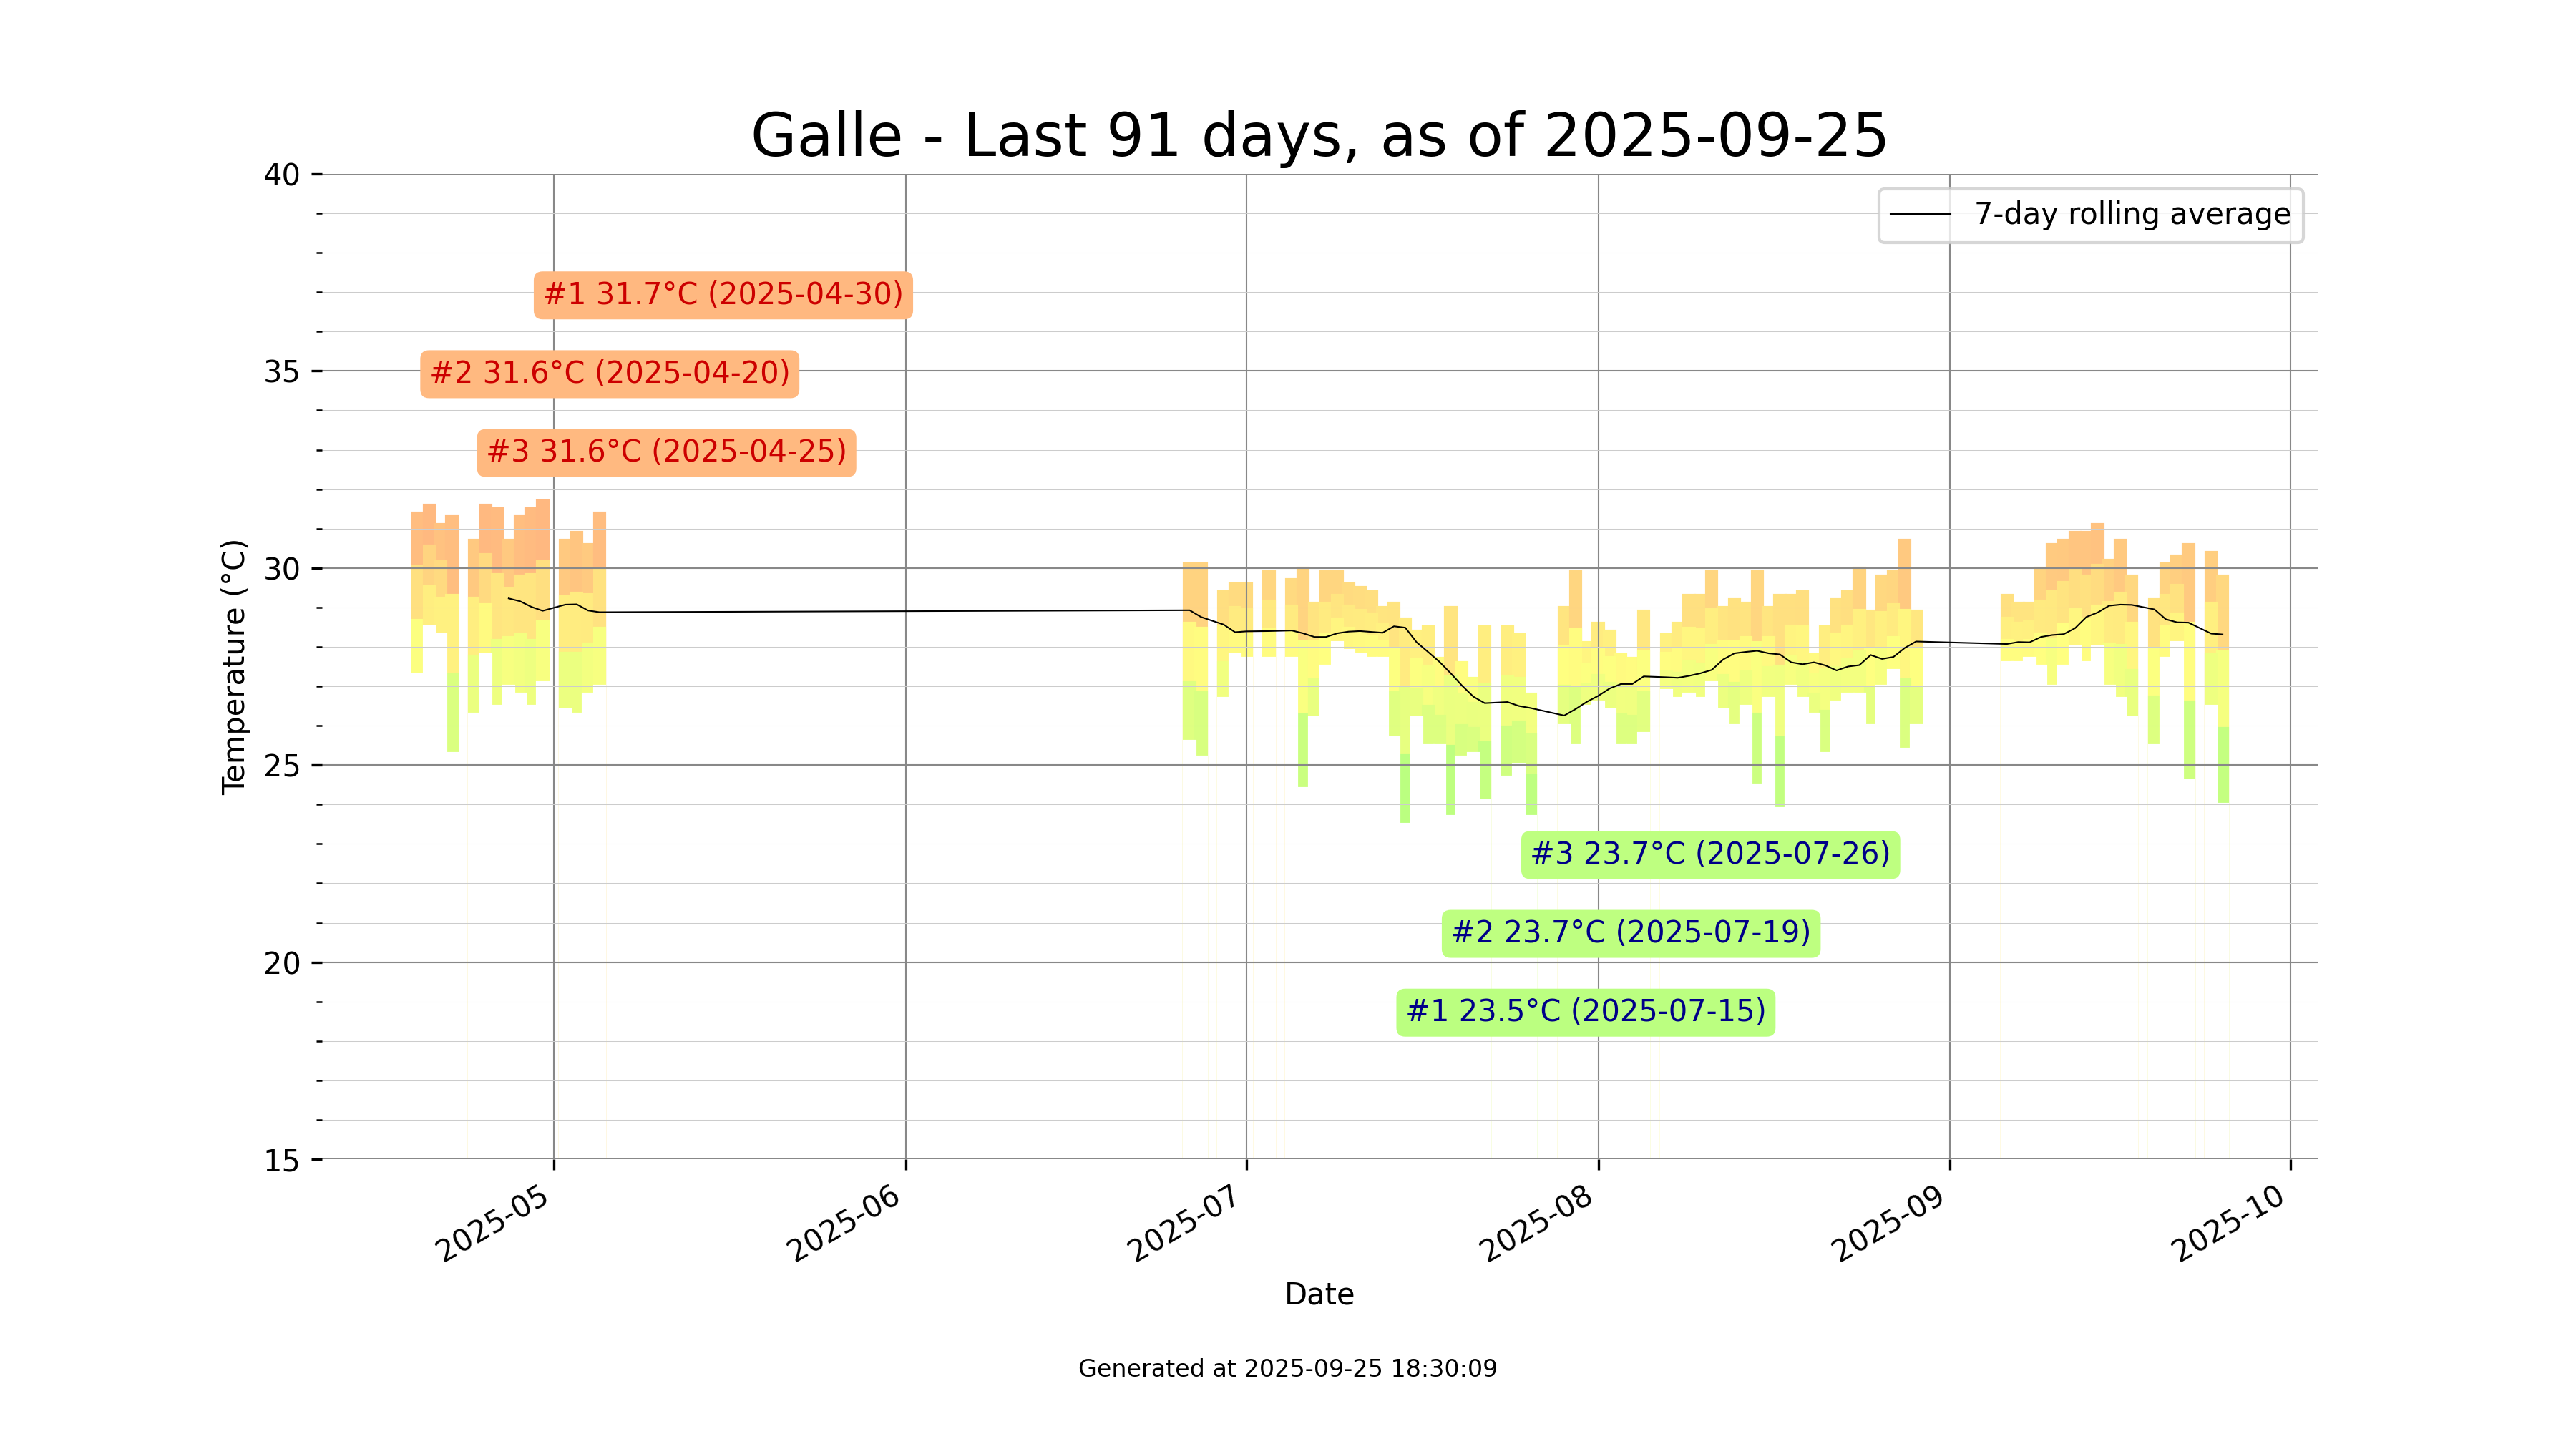 Galle - Last 91 days, as of 2025-09-25
7-day rolling average
40
35
30
25
20
15
Temperature (°C)
#1 31.7°C (2025-04-30)
#2 31.6°C (2025-04-20)
#3 31.6°C (2025-04-25)
#3 23.7°C (2025-07-26)
#2 23.7°C (2025-07-19)
#1 23.5°C (2025-07-15)
2025-05
2025-06
2025-07
2025-08
2025-09
2025-10
Date
Generated at 2025-09-25 18:30:09